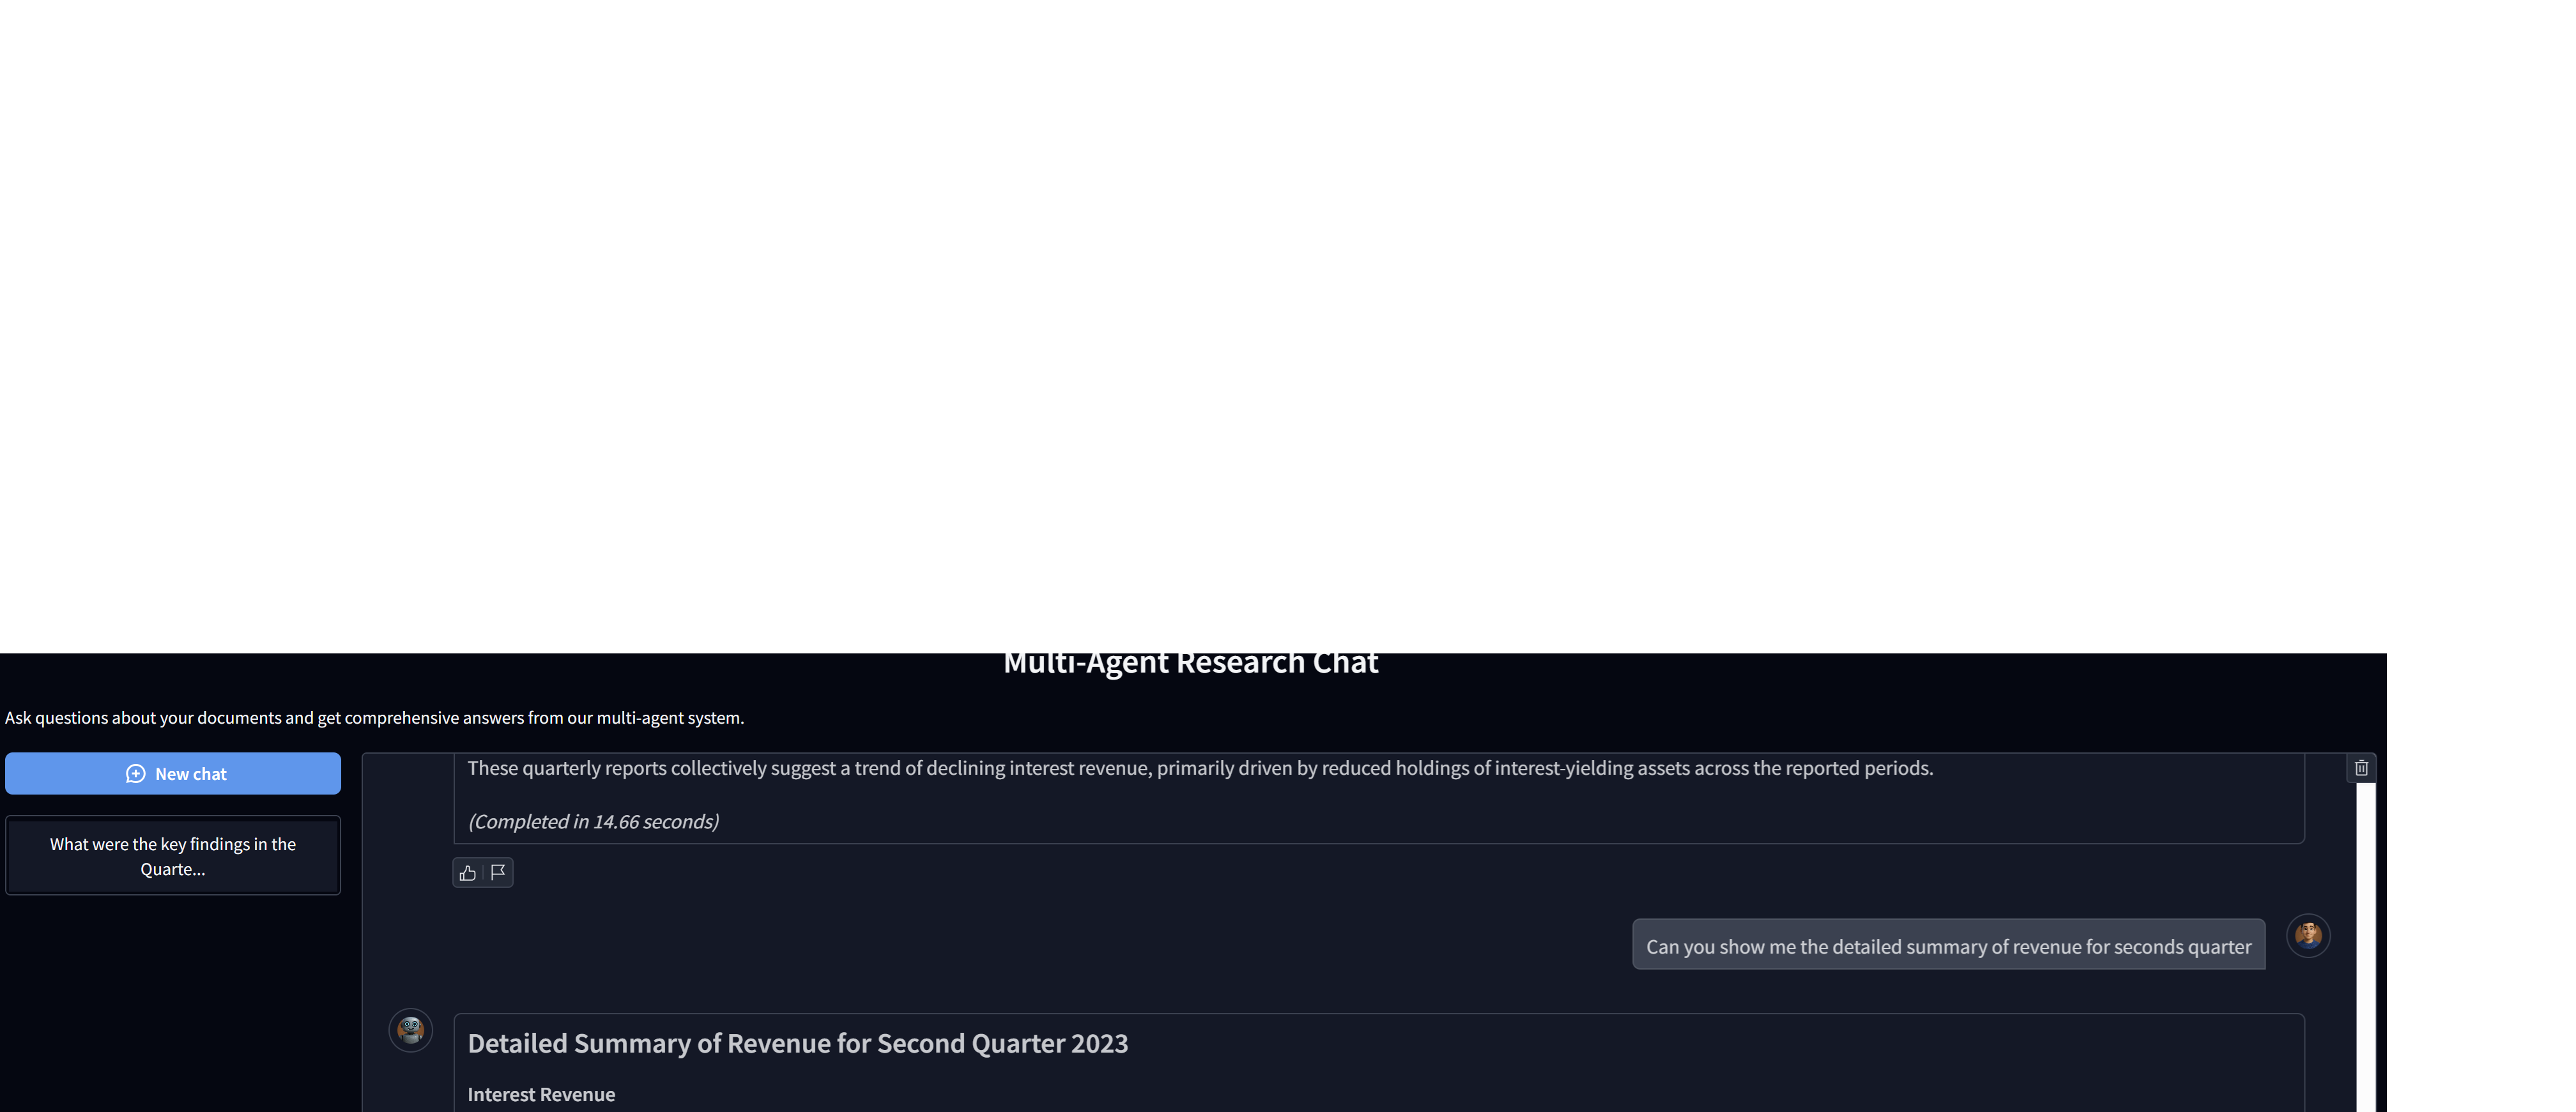 Multi-Agent Research Chat
Ask questions about your documents and get comprehensive answers from our multi-agent system.
New chat
What were the key findings in the
Quarte...
These quarterly reports collectively suggest a trend of declining interest revenue, primarily driven by reduced holdings of interest-yielding assets across the reported periods.
(Completed in 14.66 seconds)
Can you show me the detailed summary of revenue for seconds quarter
Detailed Summary of Revenue for Second Quarter 2023
Interest Revenue